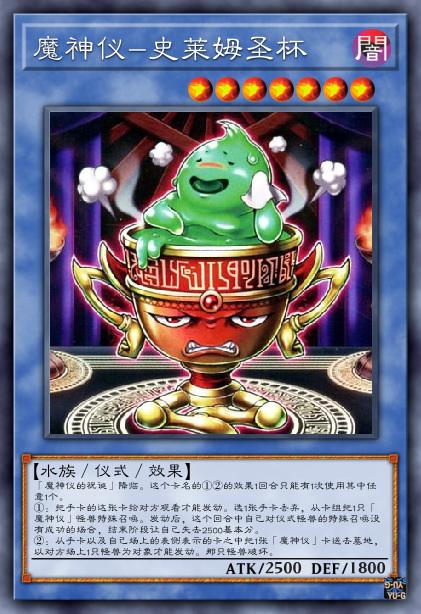 魔神仪-史莱姆圣杯
闇
【水族／仪式／效果】
「魔神仪的祝诞」降临。这个卡名的①②的效果1回合只能有1次使用其中任
意1个。
①：把手卡的这张卡给对方观看才能发动。选1张手卡丢弃，从卡组把1只「
魔神仪」怪兽特殊召唤。发动后，这个回合中自己对仪式怪兽的特殊召唤没
有成功的场合，结束阶段让自己失去2500基本分。
②：从手卡以及自己场上的表侧表示的卡之中把1张「魔神仪」卡送去墓地，
以对方场上1只怪兽为对象才能发动。那只怪兽破坏。
ATK/2500 DEF/1800
YU-G